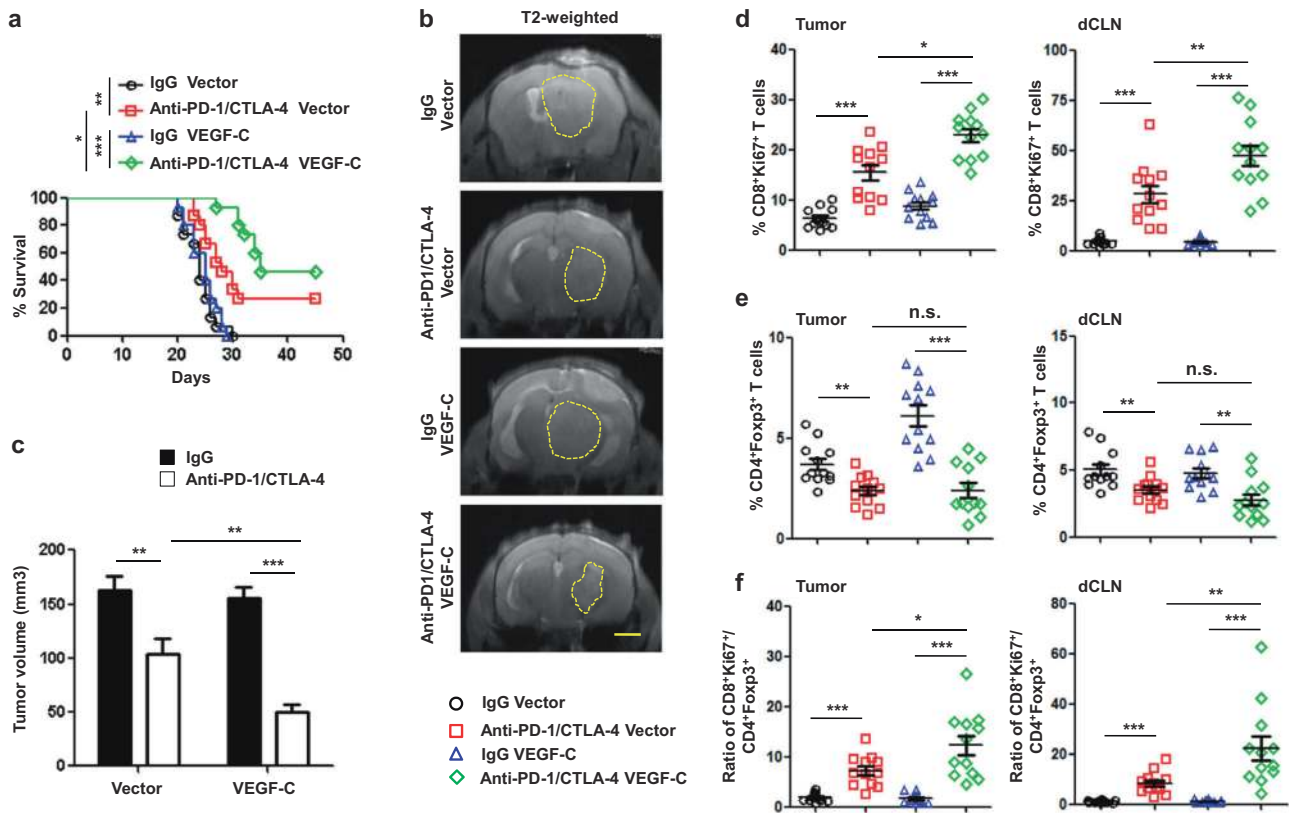 a
IgG Vector
Anti-PD-1/CTLA-4 Vector
IgG VEGF-C
Anti-PD-1/CTLA-4 VEGF-C
**
*
***
100
80
60
40
20
0
% Survival
0 10 20 30 40 50
Days
b
T2-weighted
IgG
Vector
Anti-PD1/CTLA-4
Vector
IgG
VEGF-C
Anti-PD1/CTLA-4
VEGF-C
IgG Vector
Anti-PD-1/CTLA-4 Vector
IgG VEGF-C
Anti-PD-1/CTLA-4 VEGF-C
c
IgG
Anti-PD-1/CTLA-4
Tumor volume (mm3)
200
150
100
50
0
**
**
***
Vector VEGF-C
d
Tumor
% CD8⁺Ki67⁺ T cells
40
30
20
10
0
*
***
***
dCLN
% CD8⁺Ki67⁺ T cells
100
75
50
25
0
**
***
***
e
Tumor
% CD4⁺Foxp3⁺ T cells
10
5
0
n.s.
***
**
dCLN
% CD4⁺Foxp3⁺ T cells
15
10
5
0
n.s.
**
**
f
Tumor
Ratio of CD8⁺Ki67⁺/
CD4⁺Foxp3⁺
40
30
20
10
0
*
***
***
dCLN
Ratio of CD8⁺Ki67⁺/
CD4⁺Foxp3⁺
80
60
40
20
0
**
***
***